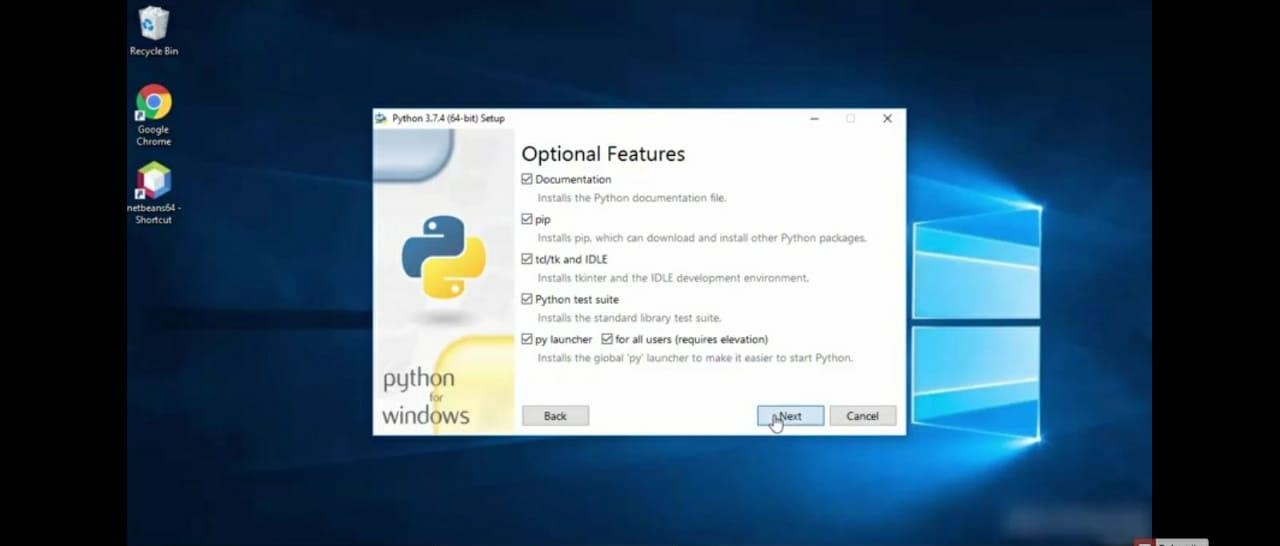 Recycle Bin
Google
Chrome
netbeans64 -
Shortcut
Python 3.7.4 (64-bit) Setup
Optional Features
Documentation
Installs the Python documentation file.
pip
Installs pip, which can download and install other Python packages.
tcl/tk and IDLE
Installs tkinter and the IDLE development environment.
Python test suite
Installs the standard library test suite.
py launcher for all users (requires elevation)
Installs the global 'py' launcher to make it easier to start Python.
python
for
windows
Back
Next
Cancel